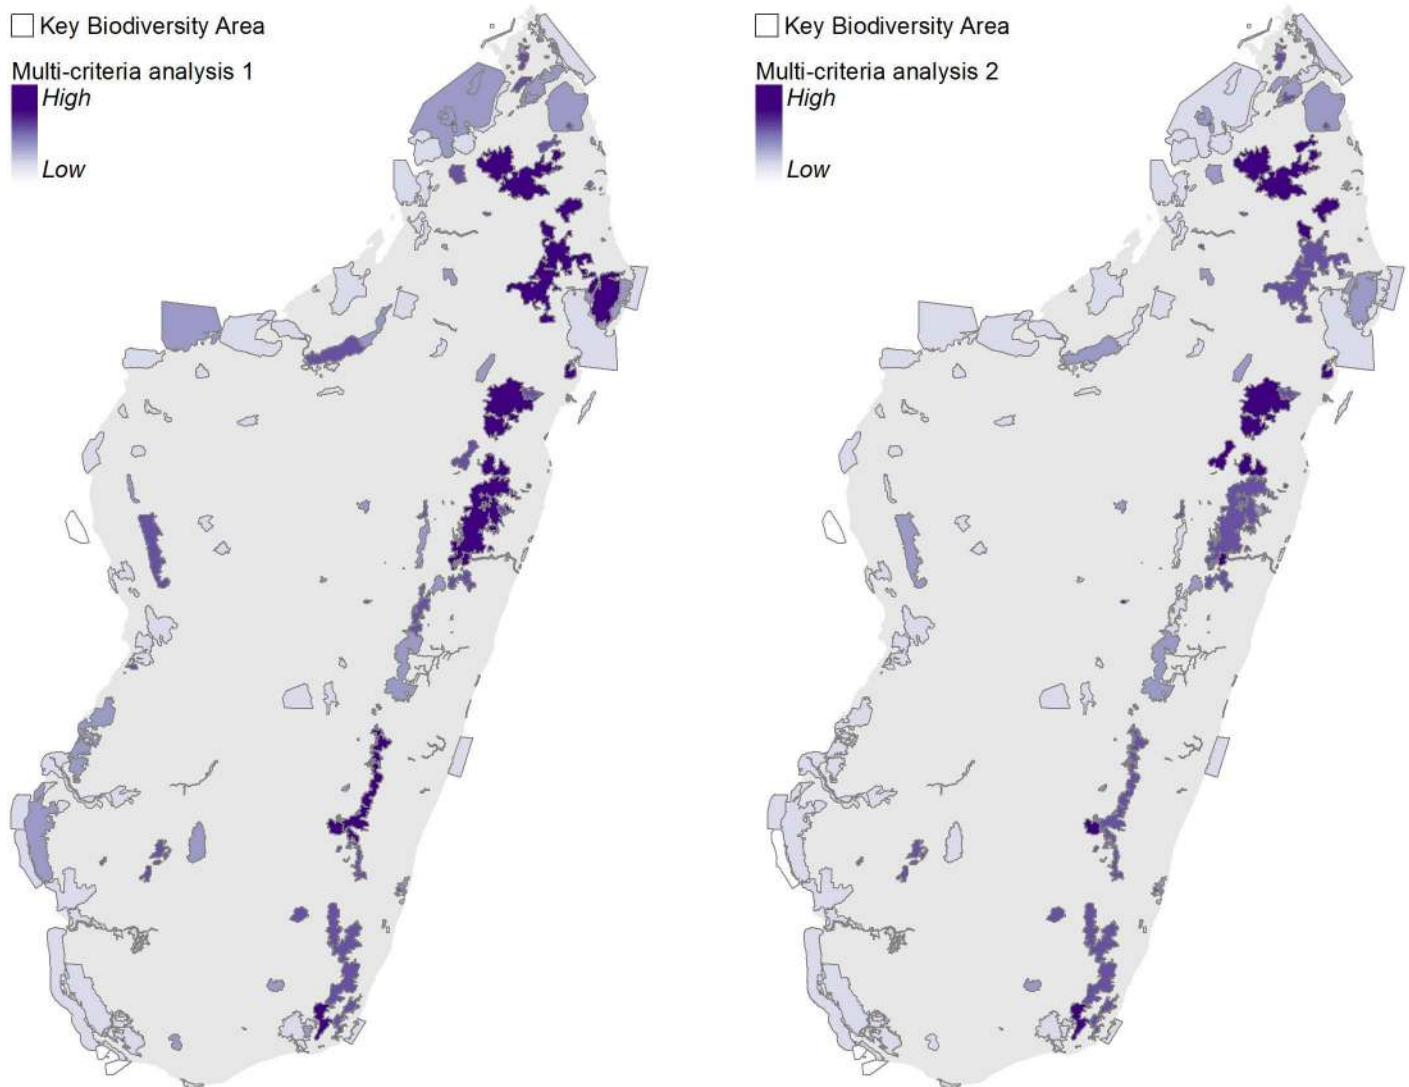 Key Biodiversity Area
Multi-criteria analysis 1
High
Low
Key Biodiversity Area
Multi-criteria analysis 2
High
Low